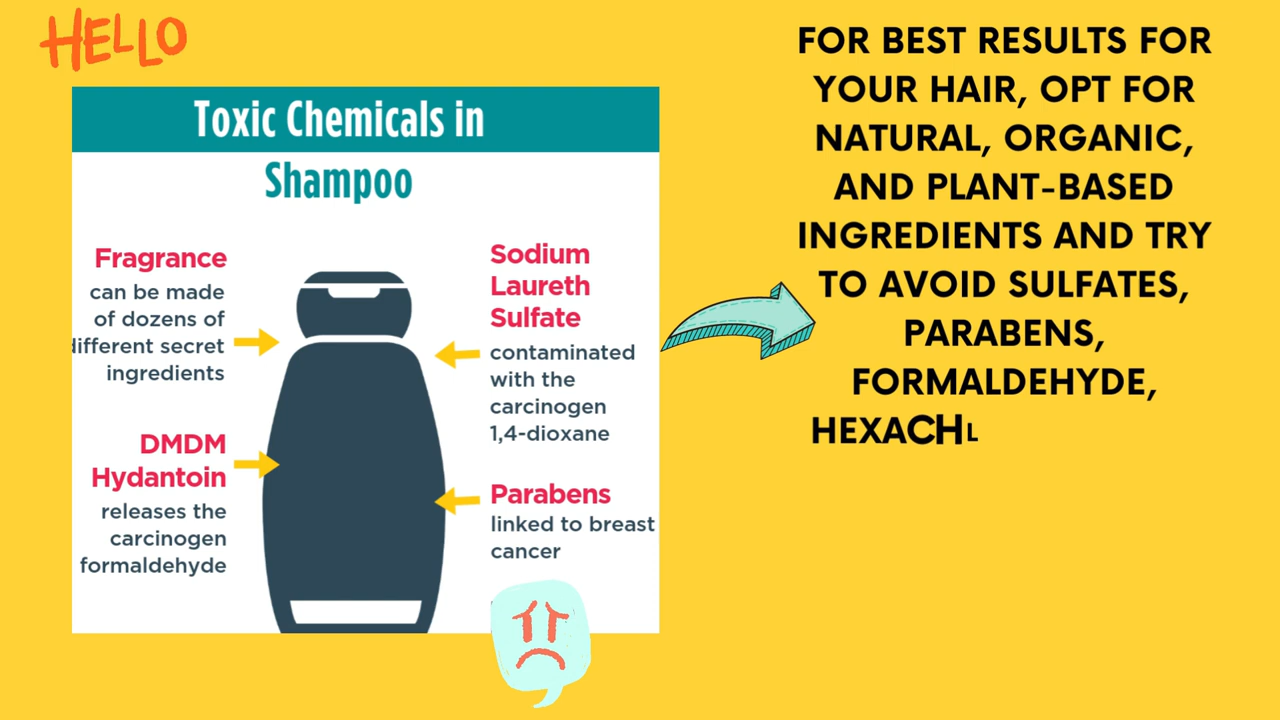 HELLO
Toxic Chemicals in
Shampoo
Fragrance
can be made
of dozens of
different secret
ingredients
DMDM
Hydantoin
releases the
carcinogen
formaldehyde
Sodium
Laureth
Sulfate
contaminated
with the
carcinogen
1,4-dioxane
Parabens
linked to breast
cancer
FOR BEST RESULTS FOR
YOUR HAIR, OPT FOR
NATURAL, ORGANIC,
AND PLANT-BASED
INGREDIENTS AND TRY
TO AVOID SULFATES,
PARABENS,
FORMALDEHYDE,
HEXACHL